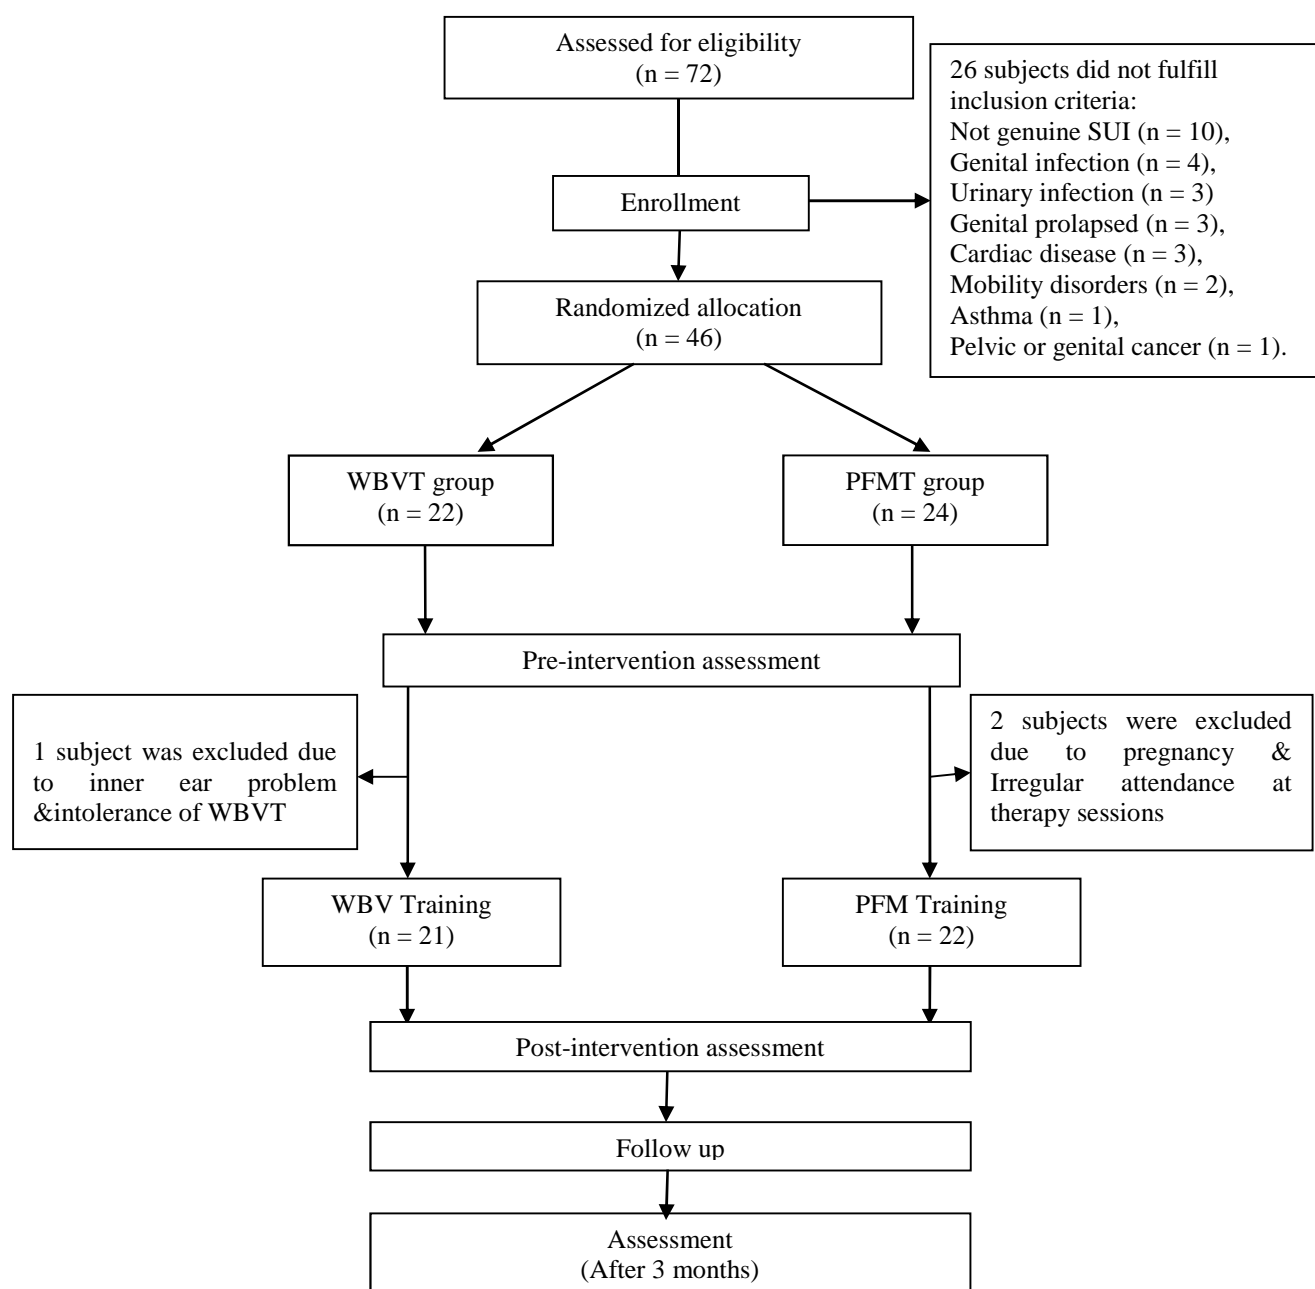 Assessed for eligibility
(n = 72)
26 subjects did not fulfill
inclusion criteria:
Not genuine SUI (n = 10),
Genital infection (n = 4),
Urinary infection (n = 3)
Genital prolapsed (n = 3),
Cardiac disease (n = 3),
Mobility disorders (n = 2),
Asthma (n = 1),
Pelvic or genital cancer (n = 1).
Enrollment
Randomized allocation
(n = 46)
WBVT group
(n = 22)
PFMT group
(n = 24)
Pre-intervention assessment
1 subject was excluded due
to inner ear problem
&intolerance of WBVT
2 subjects were excluded
due to pregnancy &
Irregular attendance at
therapy sessions
WBV Training
(n = 21)
PFM Training
(n = 22)
Post-intervention assessment
Follow up
Assessment
(After 3 months)